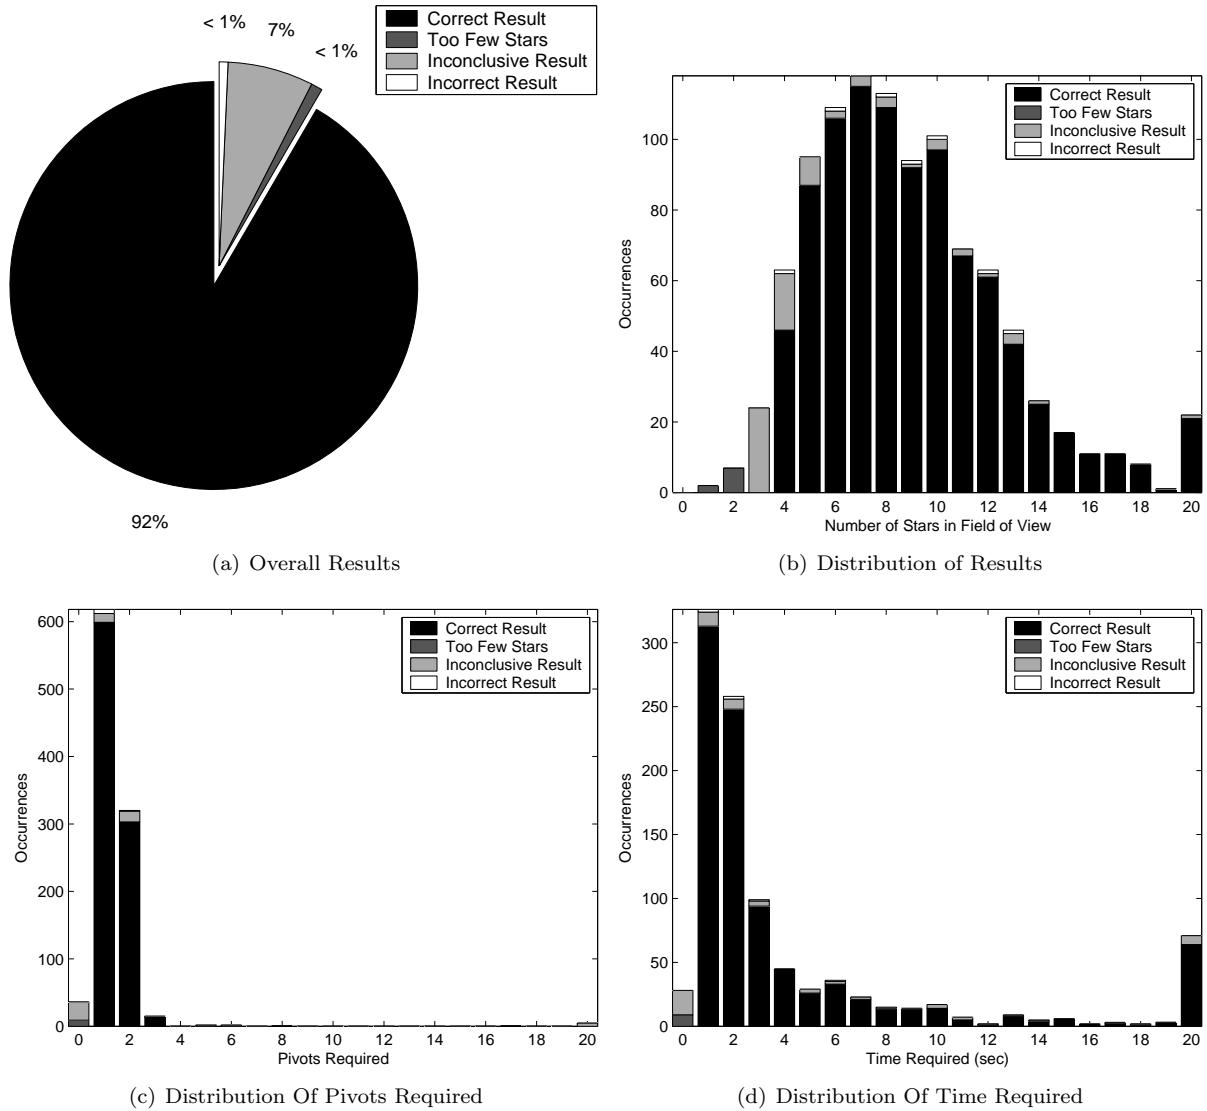 < 1%
7%
< 1%
92%
Correct Result
Too Few Stars
Inconclusive Result
Incorrect Result
(a) Overall Results
Correct Result
Too Few Stars
Inconclusive Result
Incorrect Result
100
80
60
40
20
0
Occurrences
0 2 4 6 8 10 12 14 16 18 20
Number of Stars in Field of View
(b) Distribution of Results
Correct Result
Too Few Stars
Inconclusive Result
Incorrect Result
600
500
400
300
200
100
0
Occurrences
0 2 4 6 8 10 12 14 16 18 20
Pivots Required
(c) Distribution Of Pivots Required
Correct Result
Too Few Stars
Inconclusive Result
Incorrect Result
300
250
200
150
100
50
0
Occurrences
0 2 4 6 8 10 12 14 16 18 20
Time Required (sec)
(d) Distribution Of Time Required